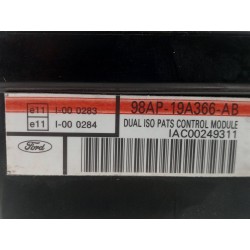 e11 I-00 0283 98AP-19A366-AB
e11 I-00 0284 DUAL ISO PATS CONTROL MODULE
IAC00249311
Ford